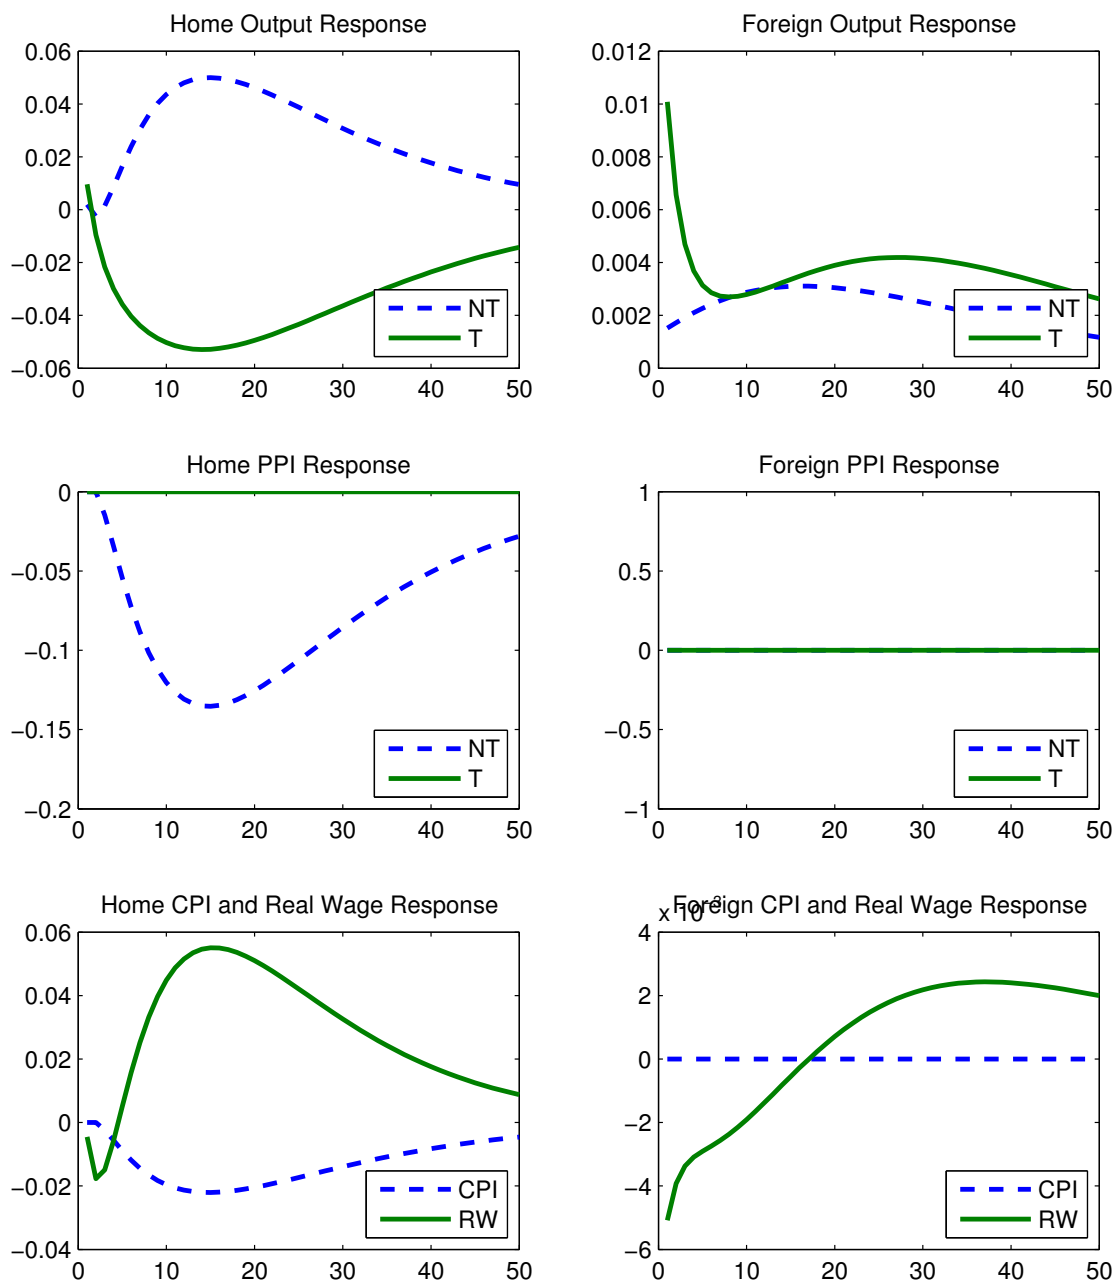 Home Output Response
0.06
0.04
0.02
0
−0.02
−0.04
−0.06
0 10 20 30 40 50
NT
T
Foreign Output Response
0.012
0.01
0.008
0.006
0.004
0.002
0
0 10 20 30 40 50
NT
T
Home PPI Response
0
−0.05
−0.1
−0.15
−0.2
0 10 20 30 40 50
NT
T
Foreign PPI Response
1
0.5
0
−0.5
−1
0 10 20 30 40 50
NT
T
Home CPI and Real Wage Response
0.06
0.04
0.02
0
−0.02
−0.04
0 10 20 30 40 50
CPI
RW
Foreign CPI and Real Wage Response
x 10−3
4
2
0
−2
−4
−6
0 10 20 30 40 50
CPI
RW